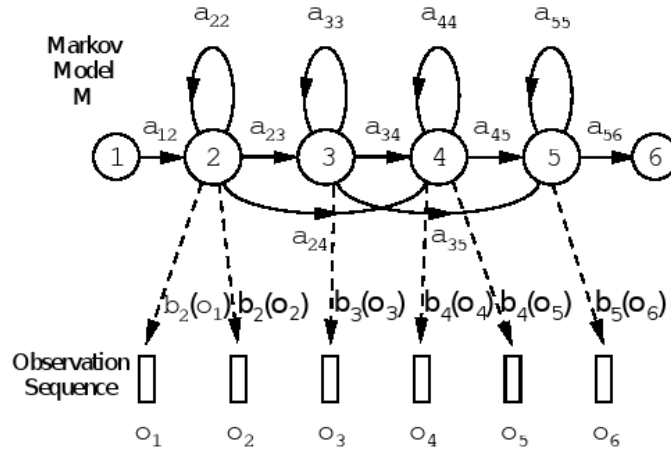 a22 a33 a44 a55
Markov
Model
M
a12 a23 a34 a45 a56
1 2 3 4 5 6
a24 a35
b2(o1) b2(o2) b3(o3) b4(o4) b4(o5) b5(o6)
Observation
Sequence
o1 o2 o3 o4 o5 o6